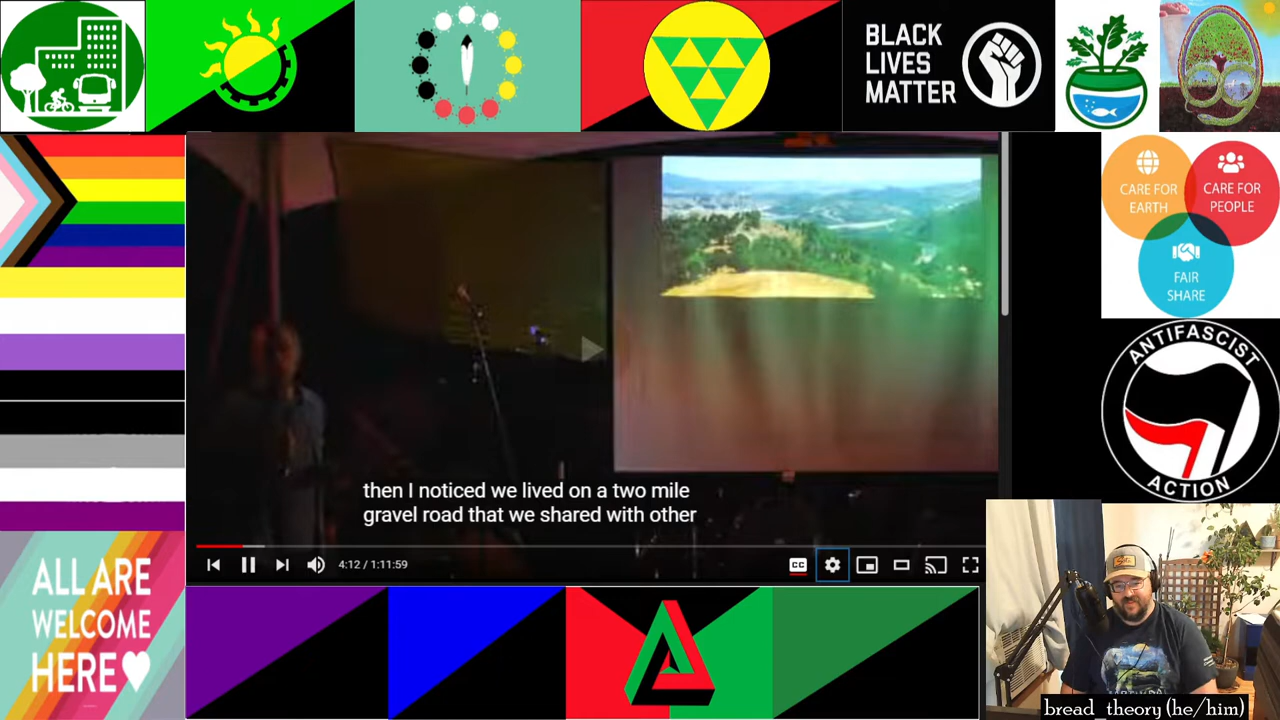 BLACK
LIVES
MATTER
CARE FOR
EARTH
CARE FOR
PEOPLE
FAIR
SHARE
ANTIFASCIST
ACTION
then I noticed we lived on a two mile
gravel road that we shared with other
CC
4:12 / 1:11:59
ALL ARE
WELCOME
HERE
bread_theory (he/him)